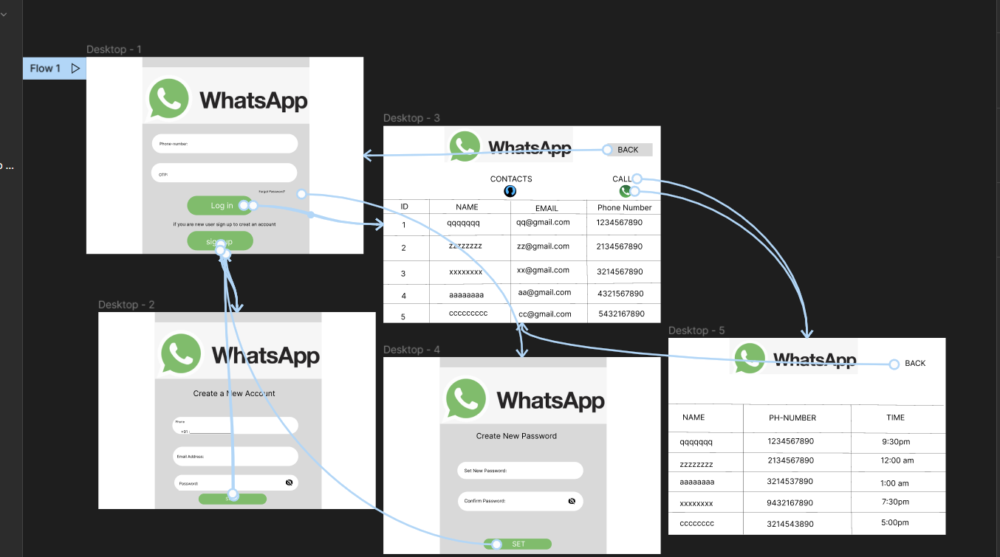 Desktop - 1
Flow 1
WhatsApp
Phone-number:
OTP:
Forgot Password?
Log in
if you are new user sign up to creat an account
sign up
Desktop - 2
WhatsApp
Create a New Account
Phone
+91 :
Email Address:
Password:
Desktop - 3
WhatsApp
BACK
CONTACTS CALL
ID NAME EMAIL Phone Number
1 qqqqqqq qq@gmail.com 1234567890
2 zzzzzzzz zz@gmail.com 2134567890
3 xxxxxxxx xx@gmail.com 3214567890
4 aaaaaaaa aa@gmail.com 4321567890
5 ccccccccc cc@gmail.com 5432167890
Desktop - 4
WhatsApp
Create New Password
Set New Password:
Confirm Password:
SET
Desktop - 5
WhatsApp
BACK
NAME PH-NUMBER TIME
qqqqqqq 1234567890 9:30pm
zzzzzzzz 2134567890 12:00 am
aaaaaaaa 3214537890 1:00 am
xxxxxxxx 9432167890 7:30pm
cccccccc 3214543890 5:00pm